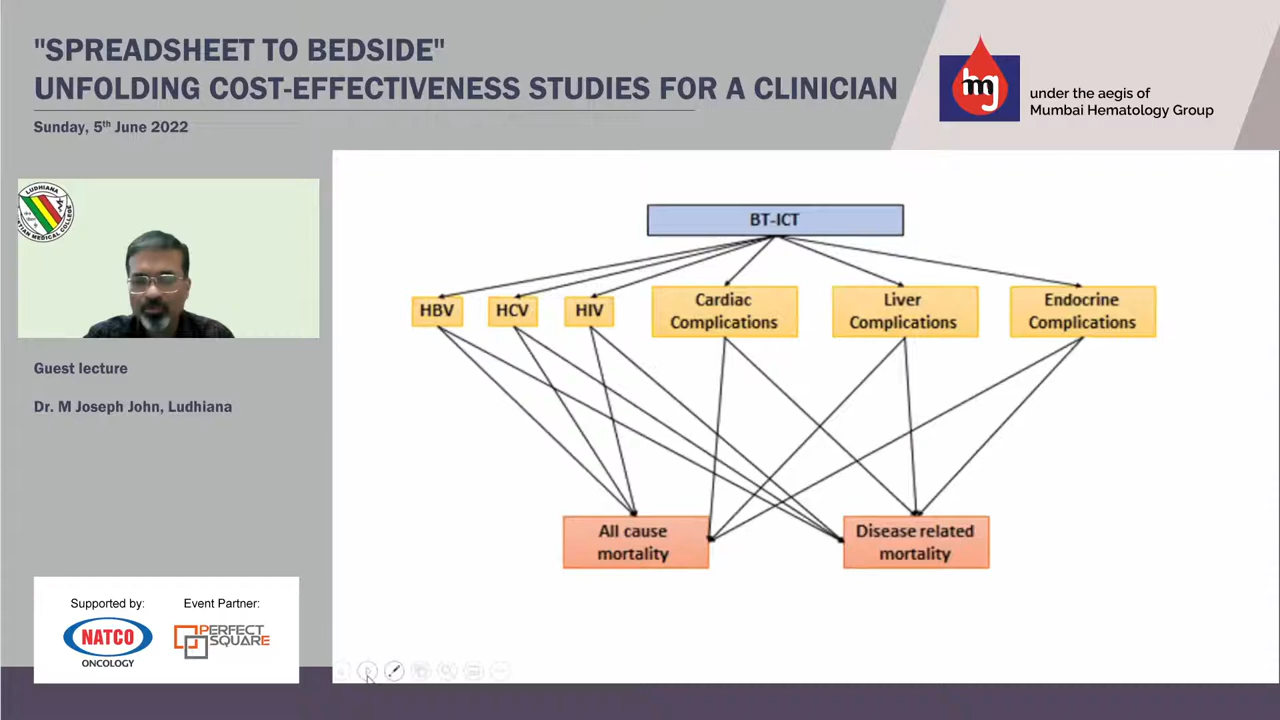 "SPREADSHEET TO BEDSIDE"
UNFOLDING COST-EFFECTIVENESS STUDIES FOR A CLINICIAN
Sunday, 5th June 2022
hmg
under the aegis of
Mumbai Hematology Group
LUDHIANA
Guest lecture
Dr. M Joseph John, Ludhiana
BT-ICT
HBV
HCV
HIV
Cardiac
Complications
Liver
Complications
Endocrine
Complications
All cause
mortality
Disease related
mortality
Supported by:
Event Partner:
NATCO
ONCOLOGY
PERFECT
SQUARE